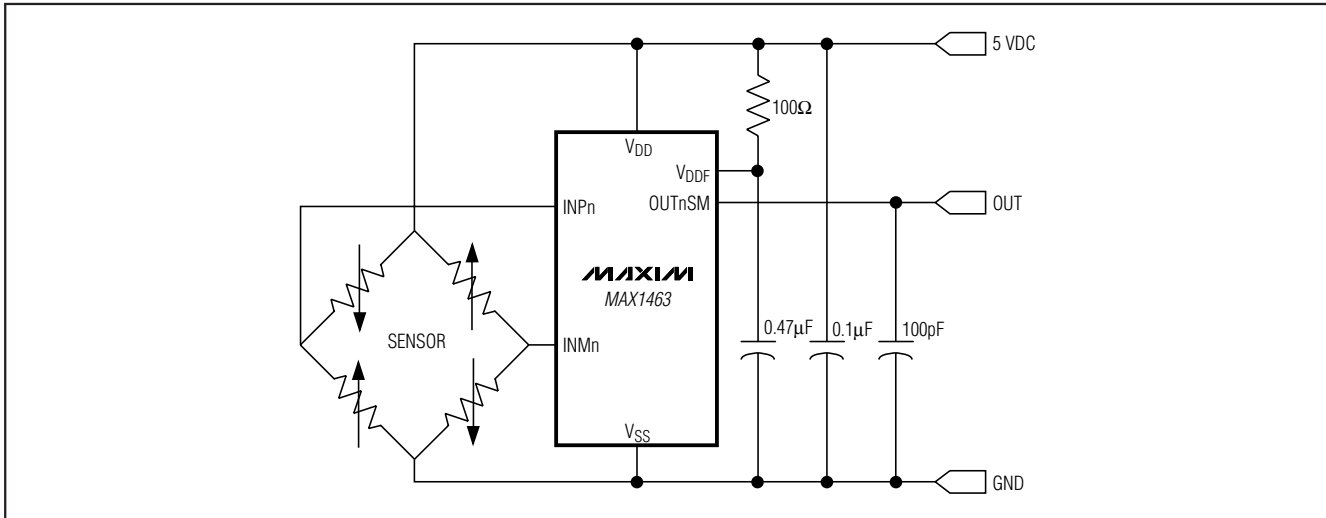 5 VDC
100Ω
VDD
VDDF
INPn
OUTnSM
OUT
MAXIM
MAX1463
0.47µF
0.1µF
100pF
SENSOR
INMn
VSS
GND